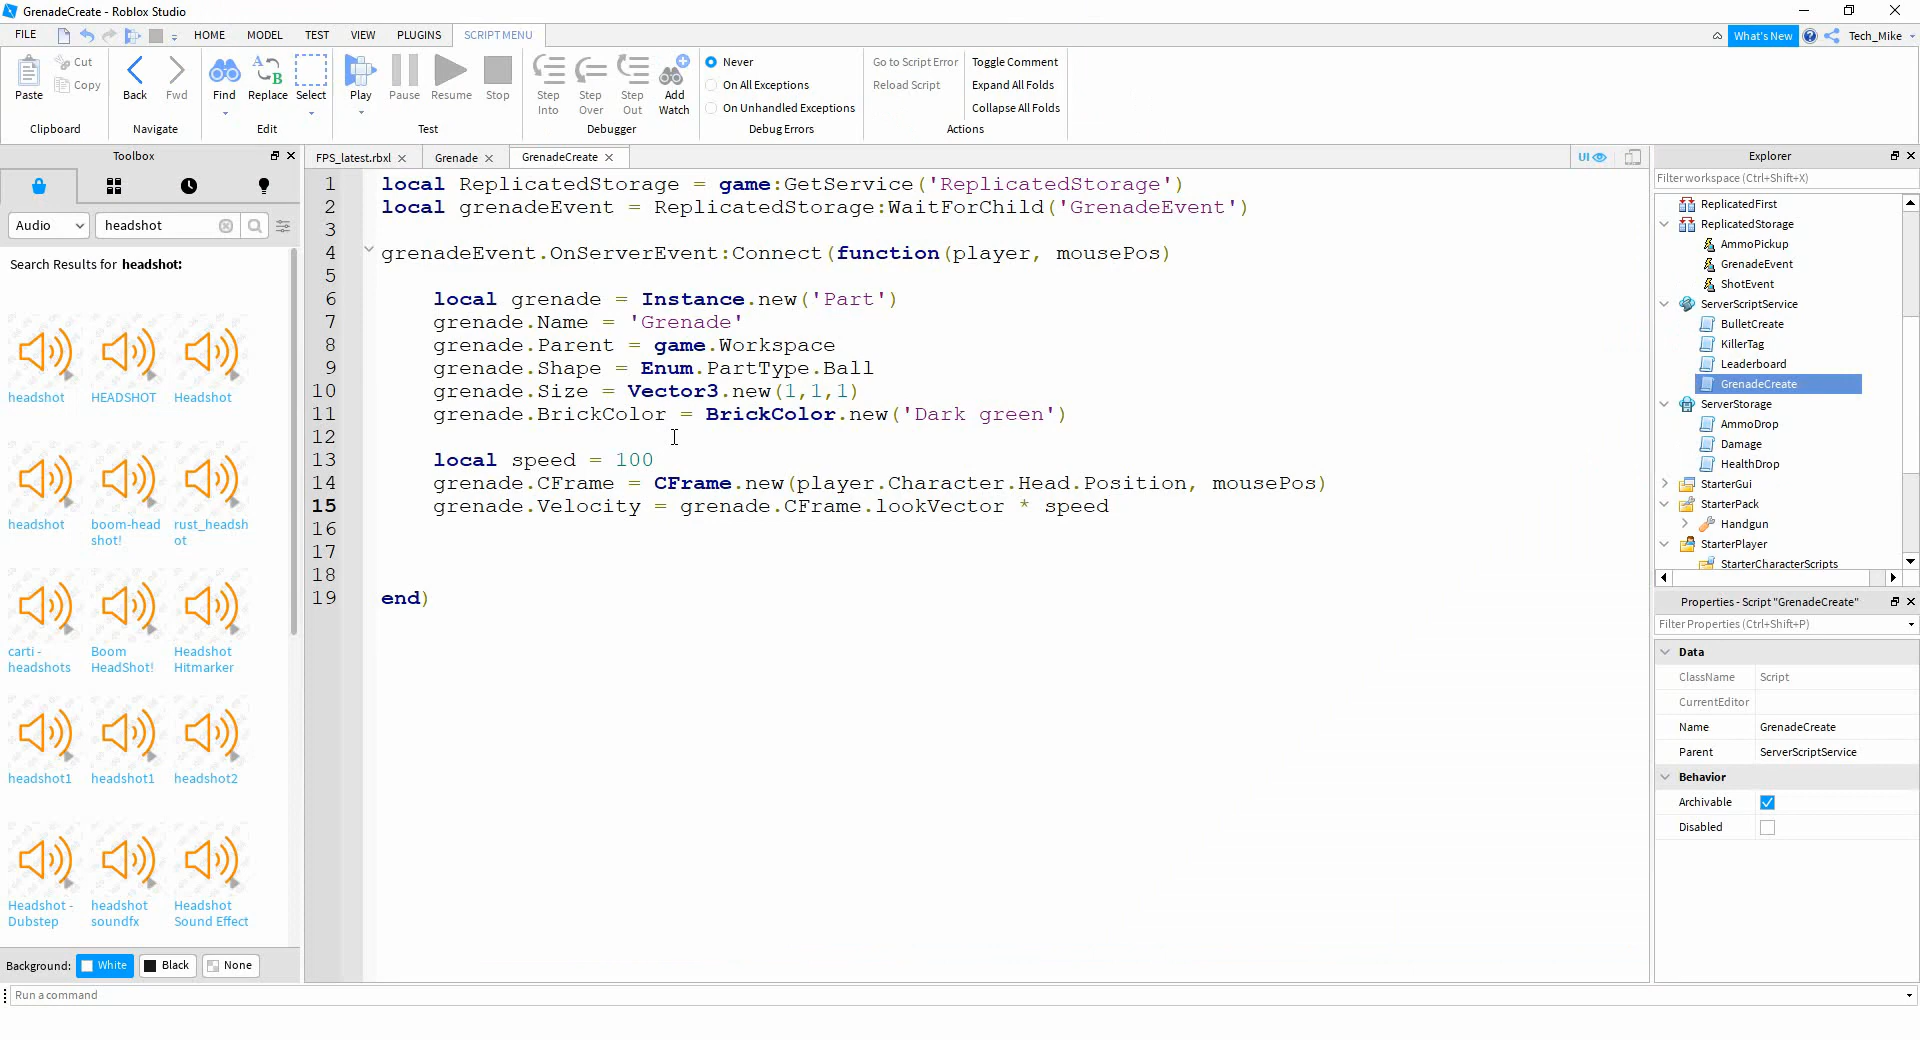 GrenadeCreate - Roblox Studio
FILE HOME MODEL TEST VIEW PLUGINS SCRIPT MENU What's New Tech_Mike
Paste Cut Copy
Clipboard
Back Fwd
Navigate
Find Replace Select
Edit
Play Pause Resume Stop
Test
Step Into Step Over Step Out Add Watch
Debugger
Never
On All Exceptions
On Unhandled Exceptions
Debug Errors
Go to Script Error
Reload Script
Toggle Comment
Expand All Folds
Collapse All Folds
Actions
Toolbox
Audio headshot
Search Results for headshot:
headshot HEADSHOT Headshot
headshot boom-head shot! rust_headsh ot
carti - headshots Boom HeadShot! Headshot Hitmarker
headshot1 headshot1 headshot2
Headshot - Dubstep headshot soundfx Headshot Sound Effect
Background: White Black None
Run a command
FPS_latest.rbxl Grenade GrenadeCreate UI
1 local ReplicatedStorage = game:GetService('ReplicatedStorage')
2 local grenadeEvent = ReplicatedStorage:WaitForChild('GrenadeEvent')
3
4 grenadeEvent.OnServerEvent:Connect(function(player, mousePos)
5
6 local grenade = Instance.new('Part')
7 grenade.Name = 'Grenade'
8 grenade.Parent = game.Workspace
9 grenade.Shape = Enum.PartType.Ball
10 grenade.Size = Vector3.new(1,1,1)
11 grenade.BrickColor = BrickColor.new('Dark green')
12
13 local speed = 100
14 grenade.CFrame = CFrame.new(player.Character.Head.Position, mousePos)
15 grenade.Velocity = grenade.CFrame.lookVector * speed
16
17
18
19 end)
Explorer
Filter workspace (Ctrl+Shift+X)
ReplicatedFirst
ReplicatedStorage
AmmoPickup
GrenadeEvent
ShotEvent
ServerScriptService
BulletCreate
KillerTag
Leaderboard
GrenadeCreate
ServerStorage
AmmoDrop
Damage
HealthDrop
StarterGui
StarterPack
Handgun
StarterPlayer
StarterCharacterScripts
Properties - Script "GrenadeCreate"
Filter Properties (Ctrl+Shift+P)
Data
ClassName Script
CurrentEditor
Name GrenadeCreate
Parent ServerScriptService
Behavior
Archivable
Disabled